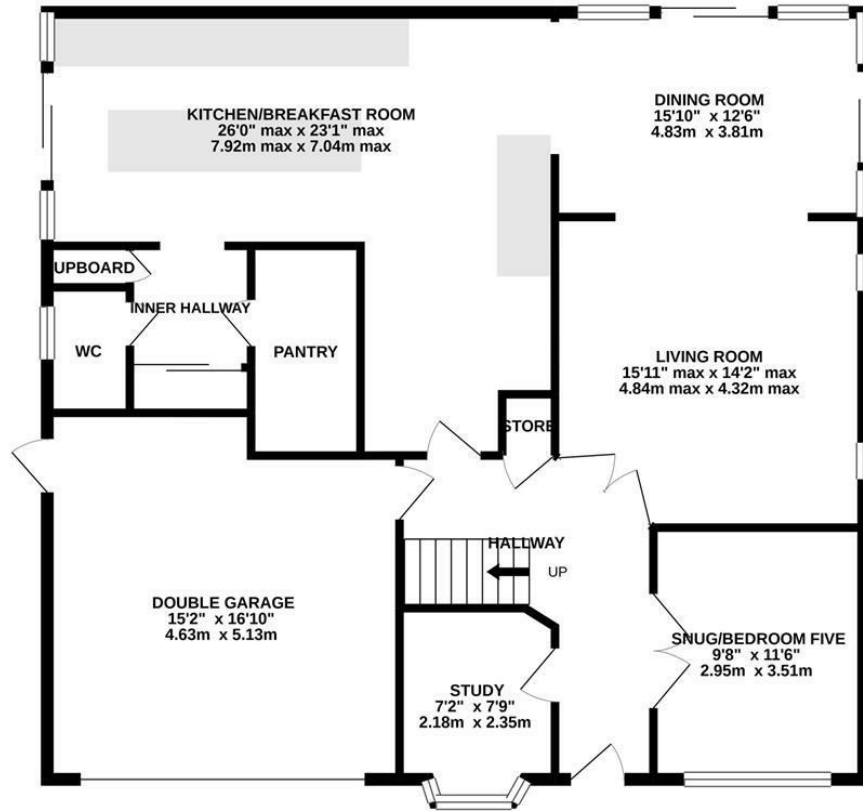 KITCHEN/BREAKFAST ROOM
26'0" max x 23'1" max
7.92m max x 7.04m max
DINING ROOM
15'10" x 12'6"
4.83m x 3.81m
UPBOARD
INNER HALLWAY
WC
PANTRY
LIVING ROOM
15'11" max x 14'2" max
4.84m max x 4.32m max
STORE
HALLWAY
UP
DOUBLE GARAGE
15'2" x 16'10"
4.63m x 5.13m
SNUG/BEDROOM FIVE
9'8" x 11'6"
2.95m x 3.51m
STUDY
7'2" x 7'9"
2.18m x 2.35m